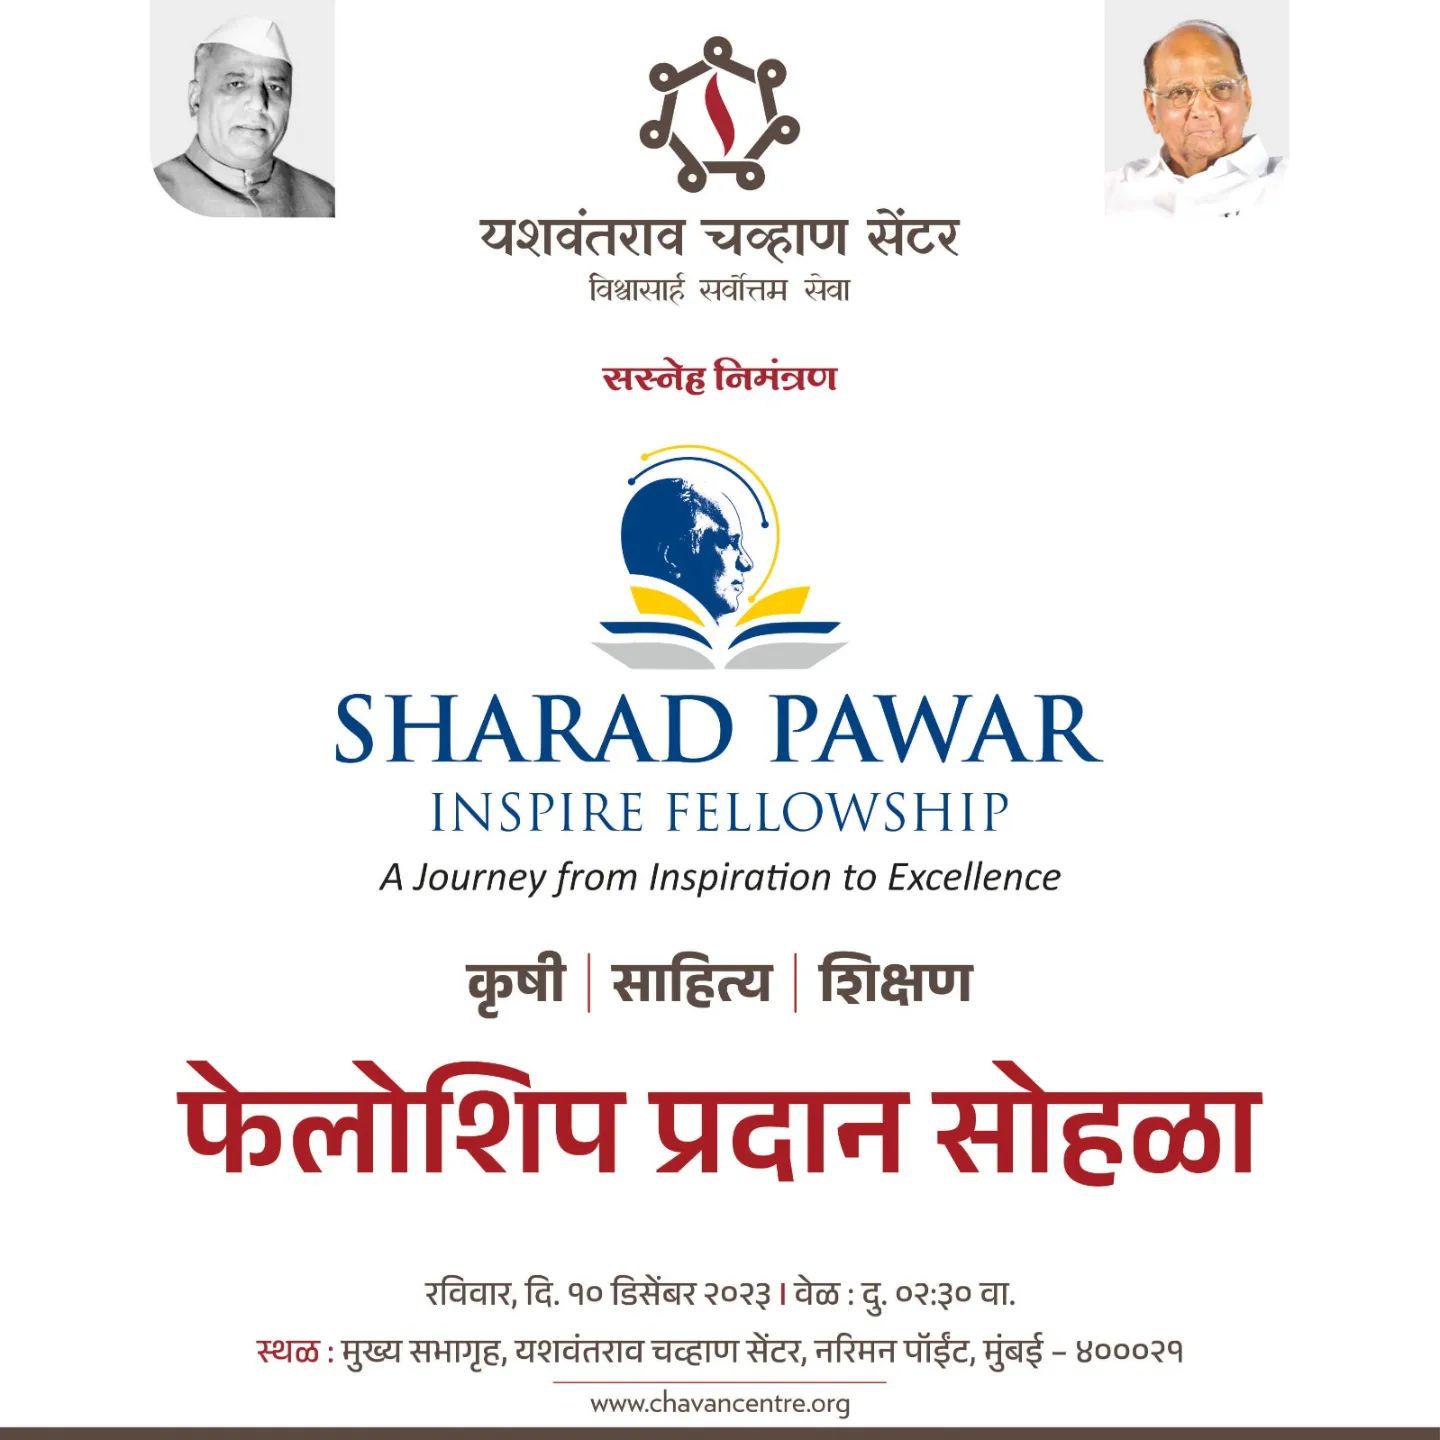 यशवंतराव चव्हाण सेंटर
विश्वासार्ह सर्वोत्तम सेवा
सस्नेह निमंत्रण
SHARAD PAWAR
INSPIRE FELLOWSHIP
A Journey from Inspiration to Excellence
कृषी | साहित्य | शिक्षण
फेलोशिप प्रदान सोहळा
रविवार, दि. १० डिसेंबर २०२३ | वेळ : दु. ०२:३० वा.
स्थळ : मुख्य सभागृह, यशवंतराव चव्हाण सेंटर, नरिमन पॉईंट, मुंबई – ४०००२१
www.chavancentre.org